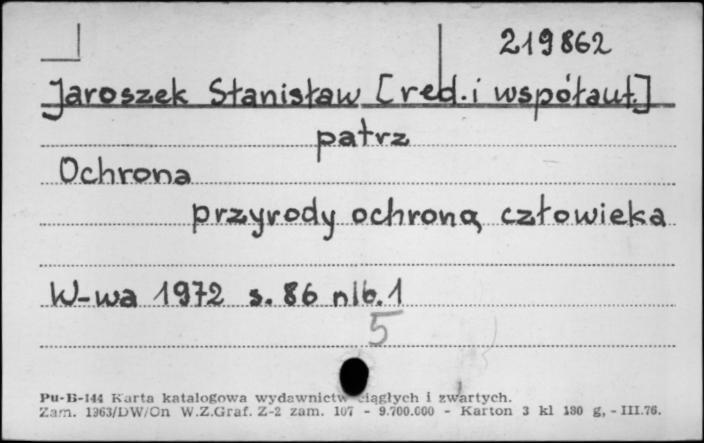 219862
Jaroszek Stanisław [red. i współaut.]
patrz
Ochrona
przyrody ochroną człowieka
W-wa 1972 s. 86 nlb. 1
5
Pu-B-144 Karta katalogowa wydawnictw ciągłych i zwartych.
Zam. 1963/DW/On W.Z.Graf. Z-2 zam. 107 - 9.700.000 - Karton 3 kl 180 g, - III.76.